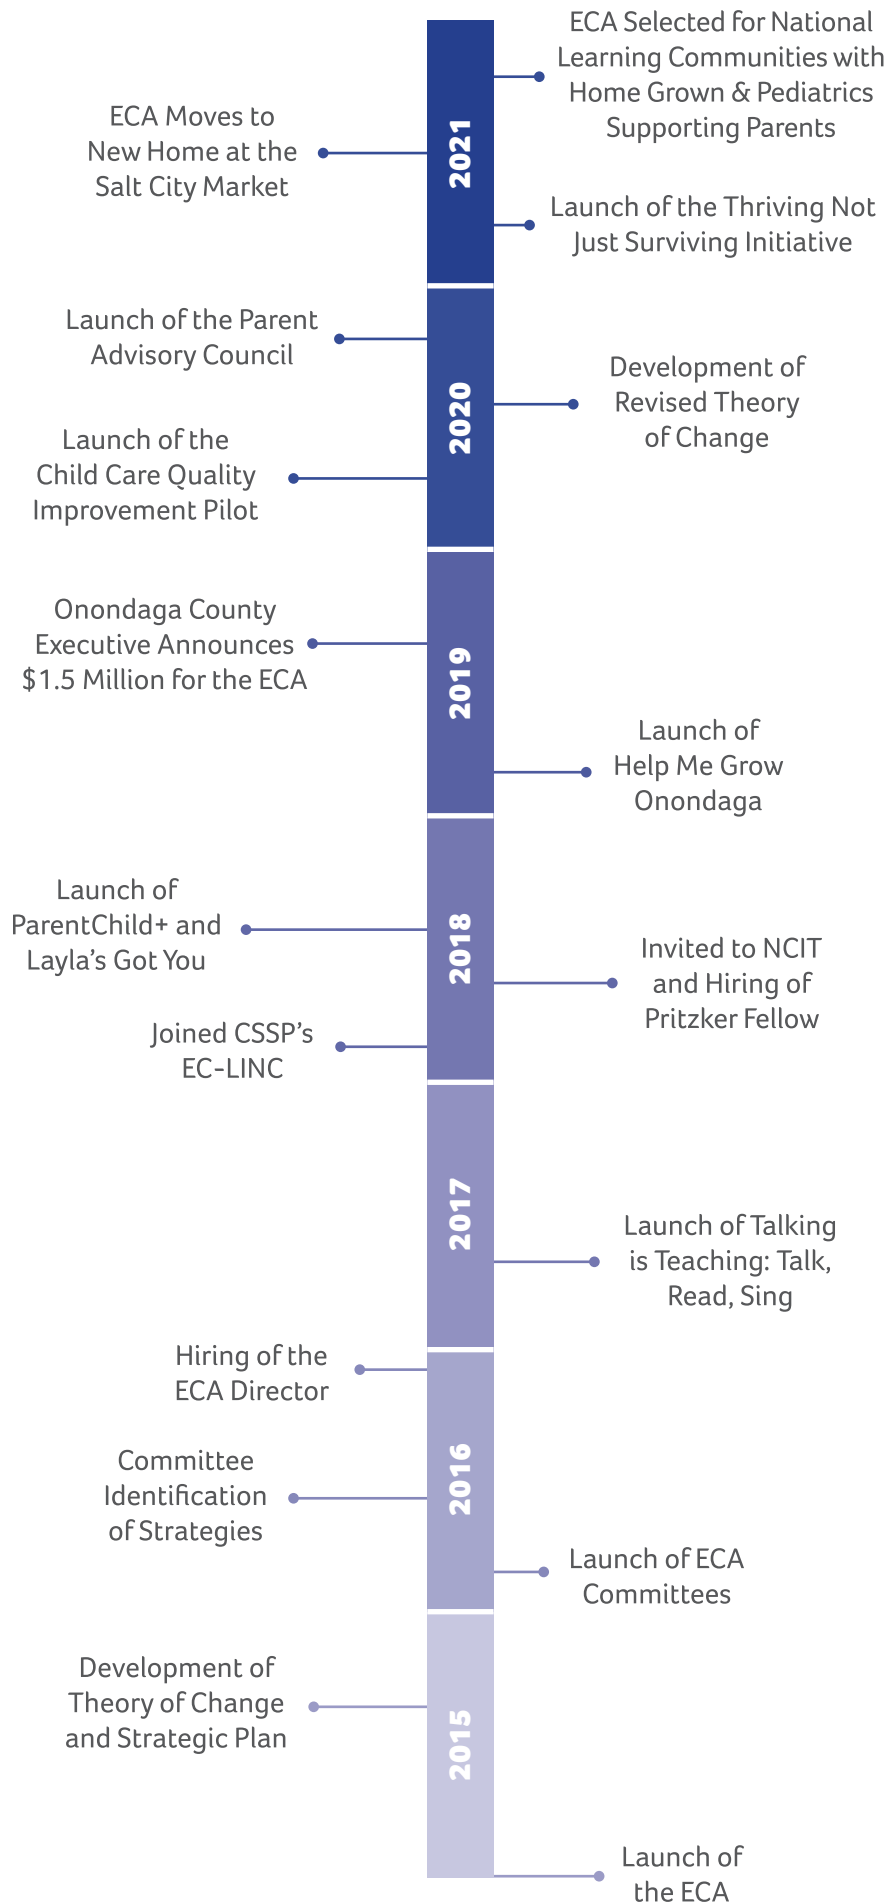 ECA Selected for National
Learning Communities with
Home Grown & Pediatrics
Supporting Parents
ECA Moves to
New Home at the
Salt City Market
2021
Launch of the Thriving Not
Just Surviving Initiative
Launch of the Parent
Advisory Council
Development of
Revised Theory
of Change
2020
Launch of the
Child Care Quality
Improvement Pilot
Onondaga County
Executive Announces
$1.5 Million for the ECA
2019
Launch of
Help Me Grow
Onondaga
Launch of
ParentChild+ and
Layla’s Got You
2018
Invited to NCIT
and Hiring of
Pritzker Fellow
Joined CSSP’s
EC-LINC
2017
Launch of Talking
is Teaching: Talk,
Read, Sing
Hiring of the
ECA Director
Committee
Identification
of Strategies
2016
Launch of ECA
Committees
Development of
Theory of Change
and Strategic Plan
2015
Launch of
the ECA